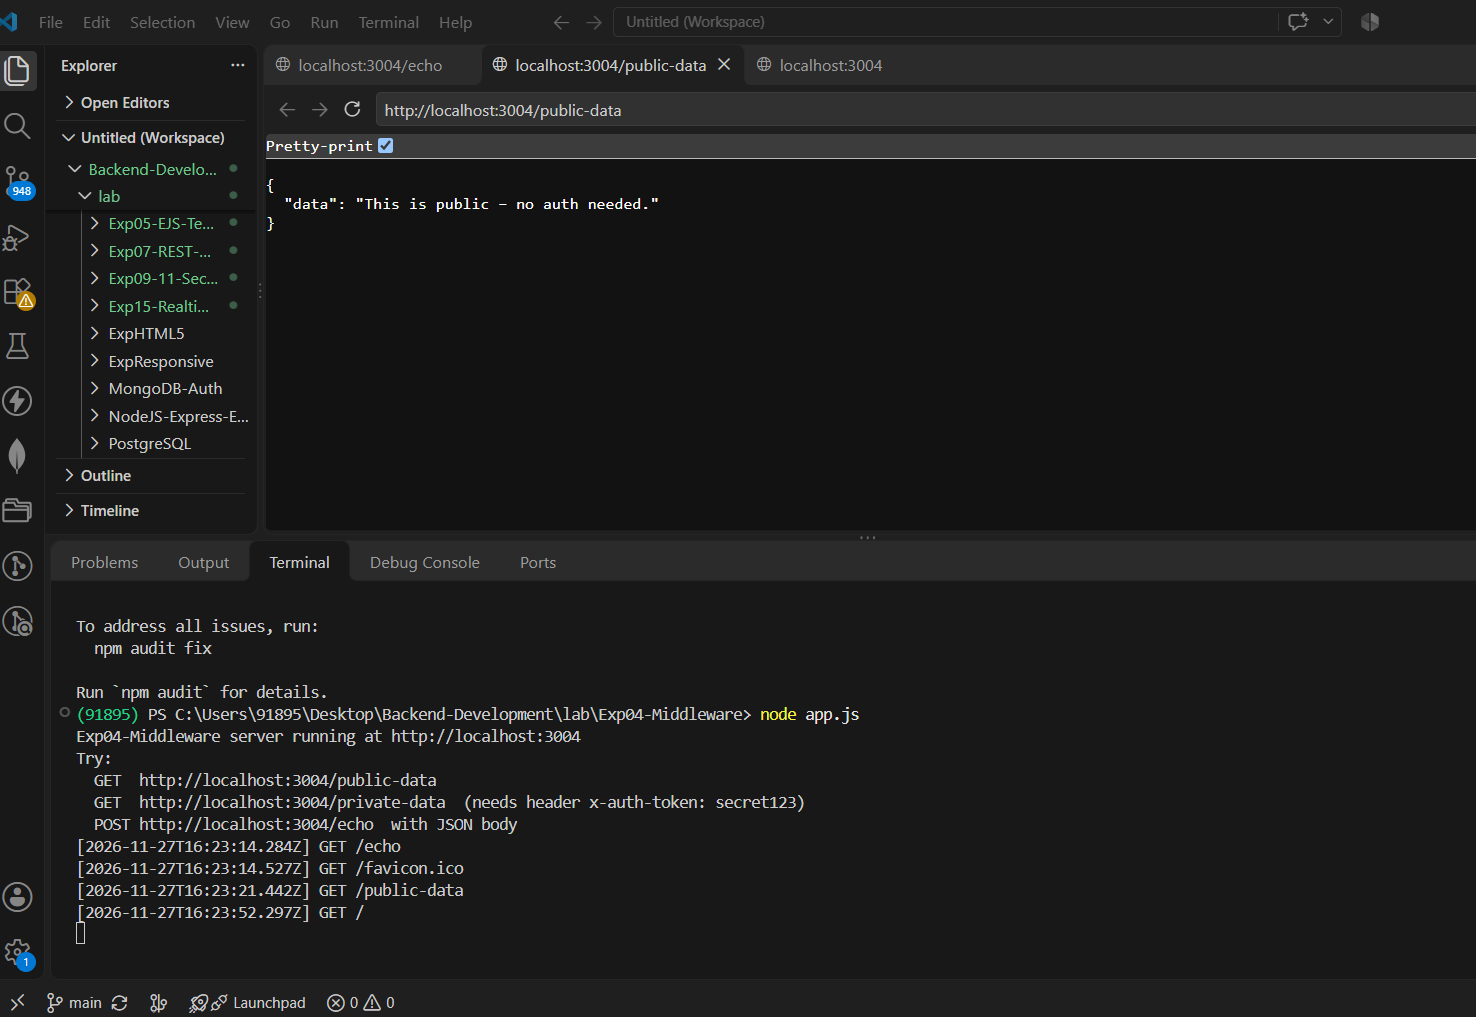 File Edit Selection View Go Run Terminal Help
Untitled (Workspace)
Explorer
Open Editors
Untitled (Workspace)
Backend-Develo...
lab
Exp05-EJS-Te...
Exp07-REST-...
Exp09-11-Sec...
Exp15-Realti...
ExpHTML5
ExpResponsive
MongoDB-Auth
NodeJS-Express-E...
PostgreSQL
Outline
Timeline
948
1
localhost:3004/echo
localhost:3004/public-data
localhost:3004
http://localhost:3004/public-data
Pretty-print
{
"data": "This is public – no auth needed."
}
Problems Output Terminal Debug Console Ports
To address all issues, run:
npm audit fix
Run `npm audit` for details.
(91895) PS C:\Users\91895\Desktop\Backend-Development\lab\Exp04-Middleware> node app.js
Exp04-Middleware server running at http://localhost:3004
Try:
GET http://localhost:3004/public-data
GET http://localhost:3004/private-data (needs header x-auth-token: secret123)
POST http://localhost:3004/echo with JSON body
[2026-11-27T16:23:14.284Z] GET /echo
[2026-11-27T16:23:14.527Z] GET /favicon.ico
[2026-11-27T16:23:21.442Z] GET /public-data
[2026-11-27T16:23:52.297Z] GET /
main Launchpad 0 0